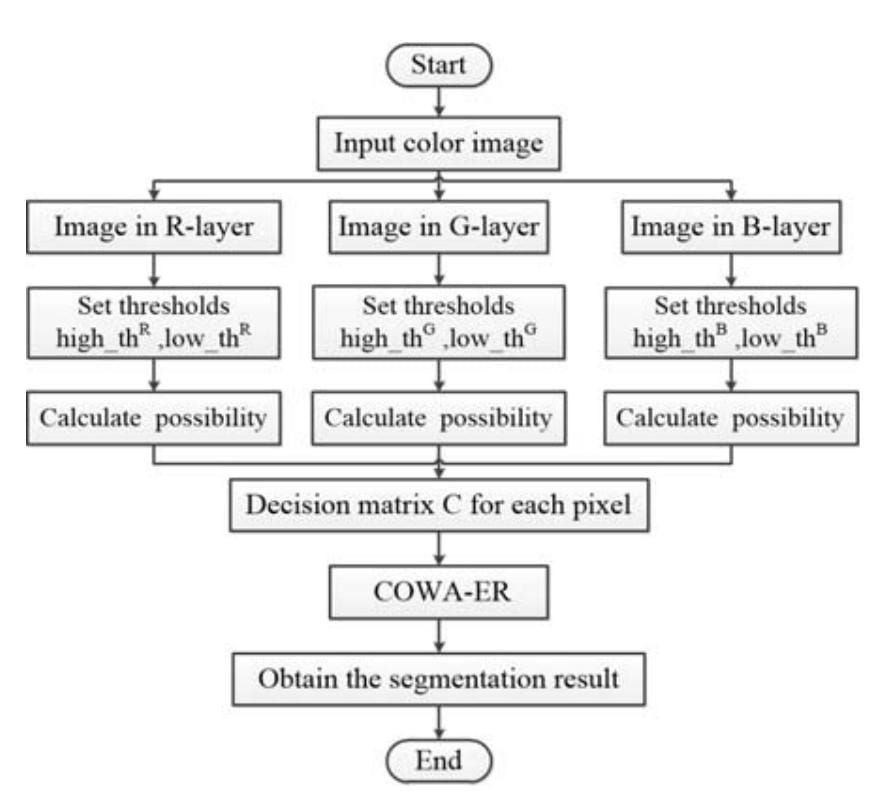 Start
Input color image
Image in R-layer
Image in G-layer
Image in B-layer
Set thresholds
high_th^R ,low_th^R
Set thresholds
high_th^G ,low_th^G
Set thresholds
high_th^B ,low_th^B
Calculate possibility
Calculate possibility
Calculate possibility
Decision matrix C for each pixel
COWA-ER
Obtain the segmentation result
End